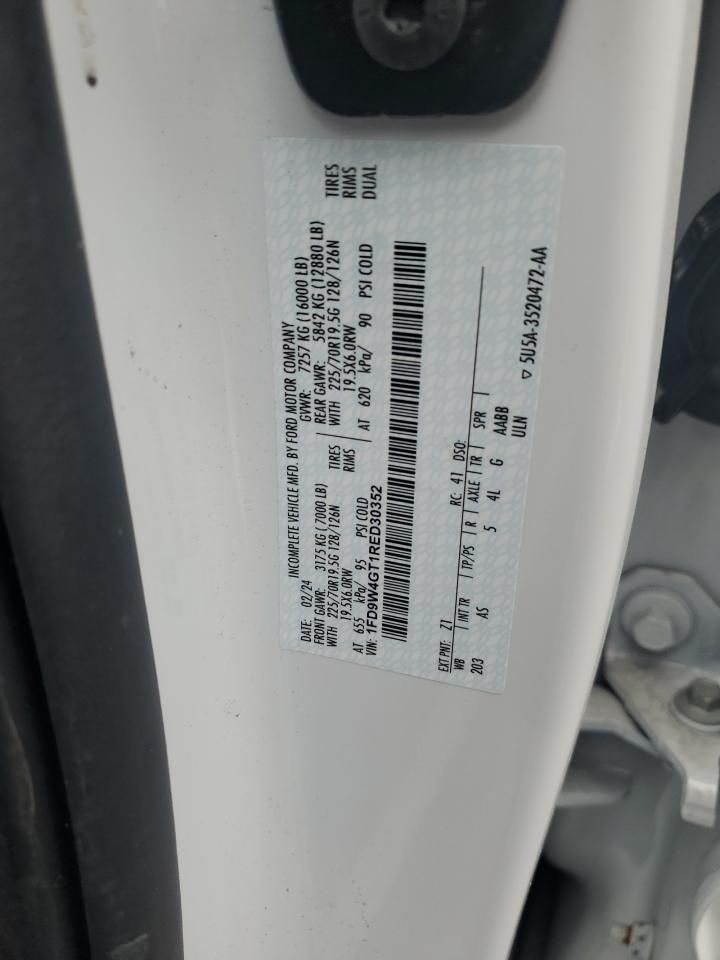 INCOMPLETE VEHICLE MFD. BY FORD MOTOR COMPANY
DATE: 02/24 GVWR: 7257 KG (16000 LB)
FRONT GAWR: 3175 KG (7000 LB) REAR GAWR: 5842 KG (12880 LB)
WITH 225/70R19.5G 128/126N TIRES WITH 225/70R19.5G 128/126N TIRES
19.5X6.0RW RIMS 19.5X6.0RW RIMS
AT 655 kPa/ 95 PSI COLD AT 620 kPa/ 90 PSI COLD DUAL
VIN: 1FD9W4GT1RED30352
EXT PNT: Z1 RC: 41 DSO:
WB INT TR TP/PS R AXLE TR SPR
203 AS 5 4L G AABB
ULN
▽ 5U5A-3520472-AA